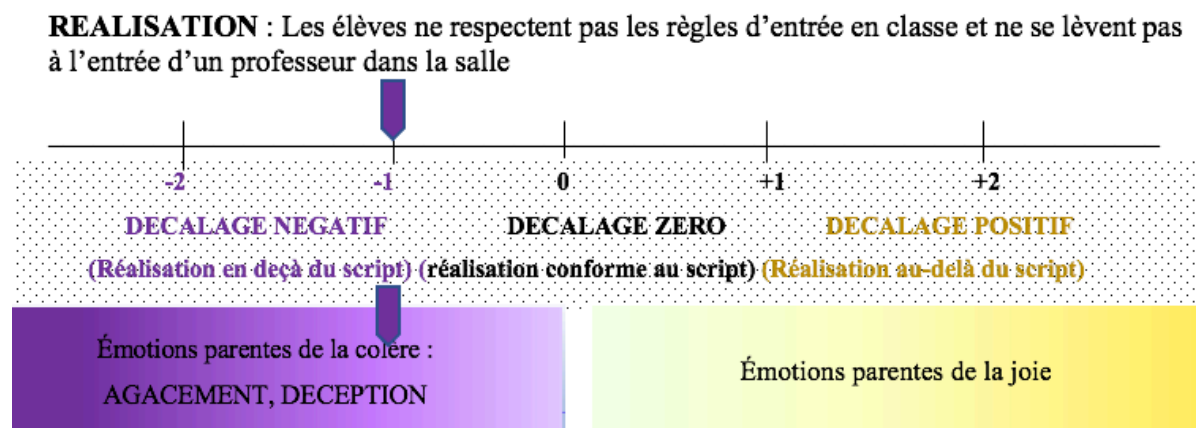 REALISATION : Les élèves ne respectent pas les règles d’entrée en classe et ne se lèvent pas
à l’entrée d’un professeur dans la salle
-2 -1 0 +1 +2
DECALAGE NEGATIF DECALAGE ZERO DECALAGE POSITIF
(Réalisation en deçà du script) (réalisation conforme au script) (Réalisation au-delà du script)
Émotions parentes de la colère :
AGACEMENT, DECEPTION
Émotions parentes de la joie